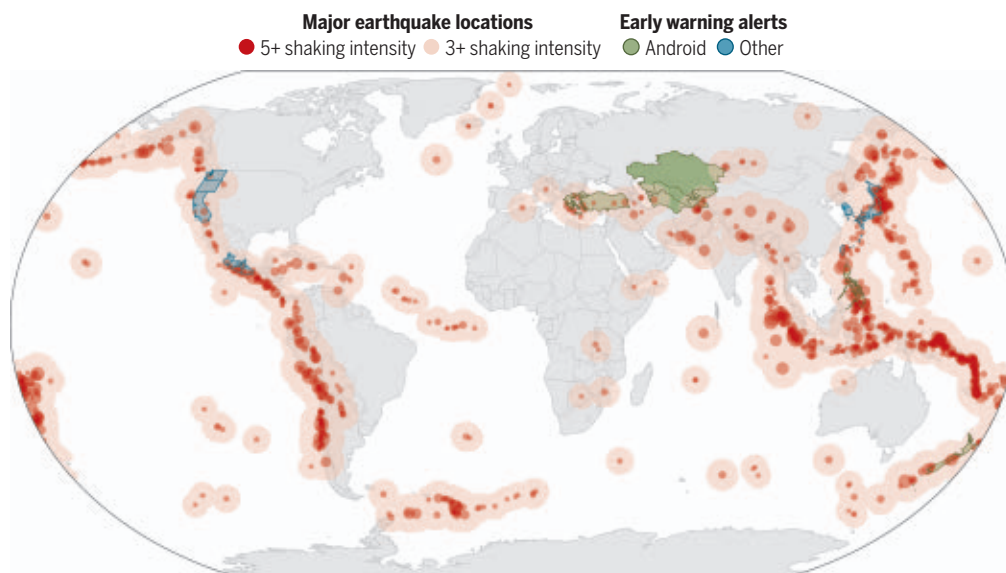 Major earthquake locations
Early warning alerts
5+ shaking intensity
3+ shaking intensity
Android
Other